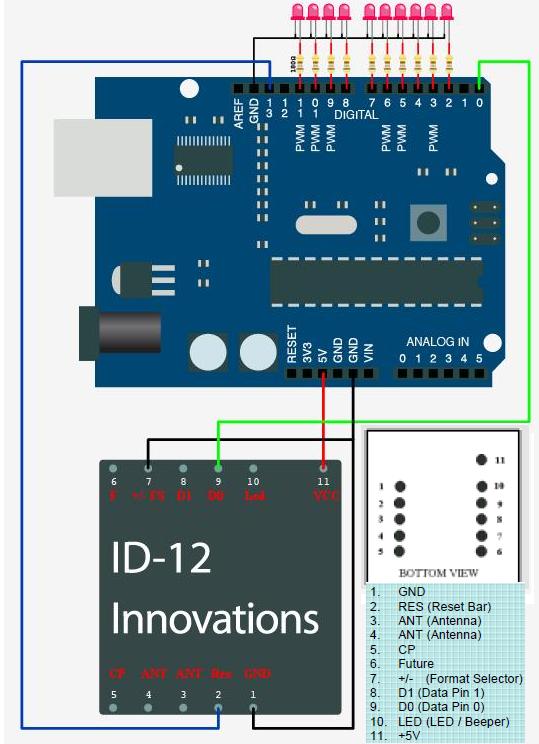 180Ω
AREF
GND
13
12
11
10
9
8
7
6
5
4
3
2
1
0
DIGITAL
PWM
PWM
PWM
PWM
PWM
PWM
RESET
3V3
5V
GND
GND
VIN
ANALOG IN
0 1 2 3 4 5
6 7 8 9 10 11
F +/- FS D1 D0 Led VCC
ID-12
Innovations
CP ANT ANT Res GND
5 4 3 2 1
11
1 10
2 9
3 8
4 7
5 6
BOTTOM VIEW
1. GND
2. RES (Reset Bar)
3. ANT (Antenna)
4. ANT (Antenna)
5. CP
6. Future
7. +/- (Format Selector)
8. D1 (Data Pin 1)
9. D0 (Data Pin 0)
10. LED (LED / Beeper)
11. +5V